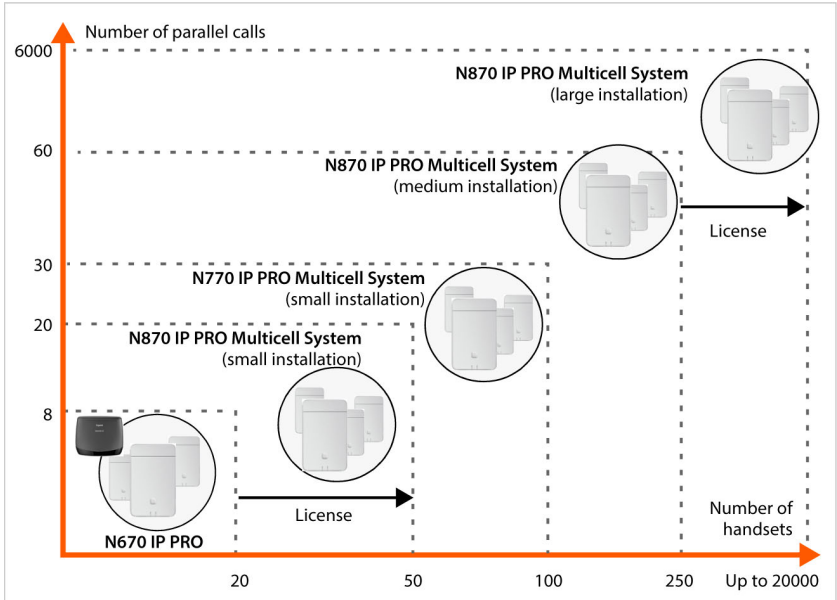 Number of parallel calls
6000
N870 IP PRO Multicell System
(large installation)
60
N870 IP PRO Multicell System
(medium installation)
License
30
N770 IP PRO Multicell System
(small installation)
20
N870 IP PRO Multicell System
(small installation)
8
License
Number of
handsets
N670 IP PRO
20
50
100
250
Up to 20000